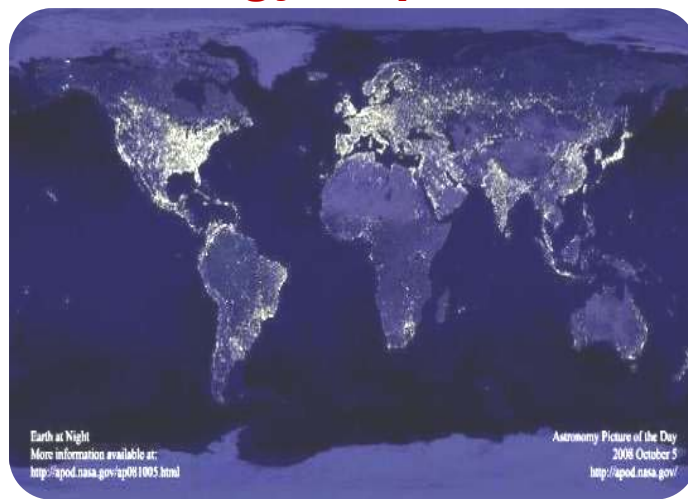 Earth at Night
More information available at:
http://apod.nasa.gov/ap081005.html
Astronomy Picture of the Day
2008 October 5
http://apod.nasa.gov/